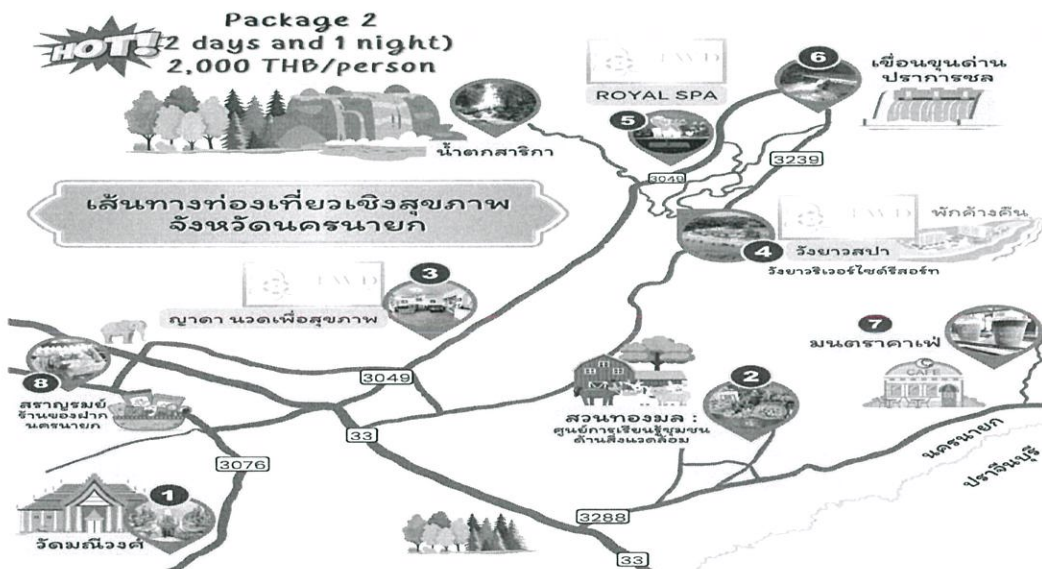 HOT!
Package 2
(2 days and 1 night)
2,000 THB/person
น้ำตกสาริกา
ROYAL SPA
5
6
เขื่อนขุนด่าน
ปราการชล
3049
3239
เส้นทางท่องเที่ยวเชิงสุขภาพ
จังหวัดนครนายก
พักค้างคืน
4
วังยาวสปา
วังยาวริเวอร์ไซด์รีสอร์ท
3
ญาดา นวดเพื่อสุขภาพ
7
มนตราคาเฟ่
CAFE
8
สราญรมย์
ร้านของฝาก
นครนายก
3049
2
สวนทองมล :
ศูนย์การเรียนรู้ชุมชน
ด้านสิ่งแวดล้อม
33
3076
นครนายก
ปราจีนบุรี
1
วัดมณีวงศ์
3288
33